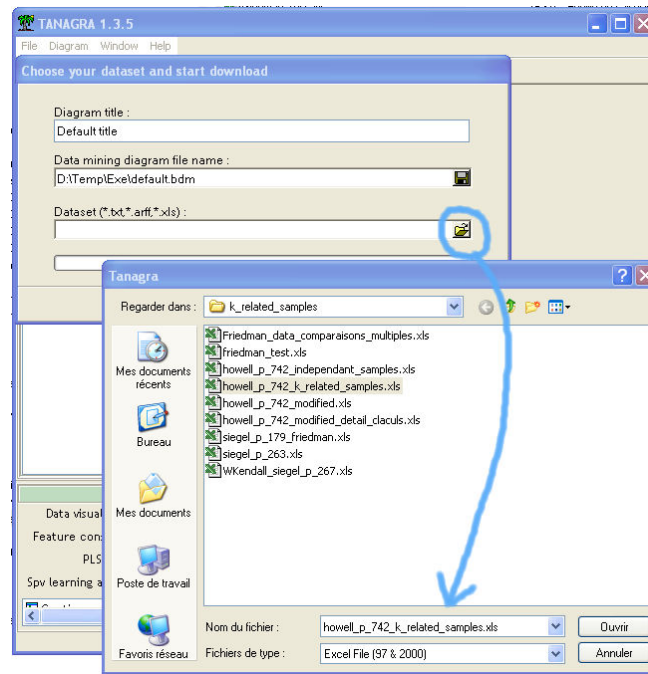 TANAGRA 1.3.5
File Diagram Window Help
Choose your dataset and start download
Diagram title :
Default title
Data mining diagram file name :
D:\Temp\Exe\default.bdm
Dataset (*.txt,*.arff,*.xls) :
Tanagra
Regarder dans :
k_related_samples
Friedman_data_comparaisons_multiples.xls
friedman_test.xls
howell_p_742_independant_samples.xls
howell_p_742_k_related_samples.xls
howell_p_742_modified.xls
howell_p_742_modified_detail_claculs.xls
siegel_p_179_friedman.xls
siegel_p_263.xls
WKendall_siegel_p_267.xls
Mes documents
récents
Bureau
Mes documents
Poste de travail
Favoris réseau
Data visual
Feature cons
PLS
Spv learning a
Nom du fichier :
howell_p_742_k_related_samples.xls
Ouvrir
Fichiers de type :
Excel File (97 & 2000)
Annuler